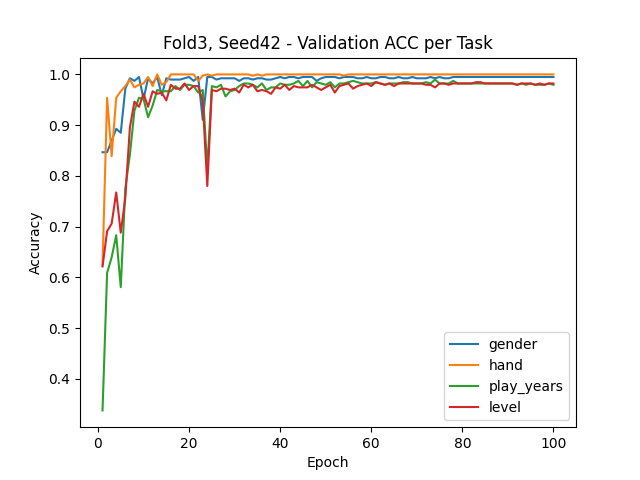 Fold3, Seed42 - Validation ACC per Task
1.0
0.9
0.8
0.7
0.6
0.5
0.4
Accuracy
0
20
40
60
80
100
Epoch
gender
hand
play_years
level